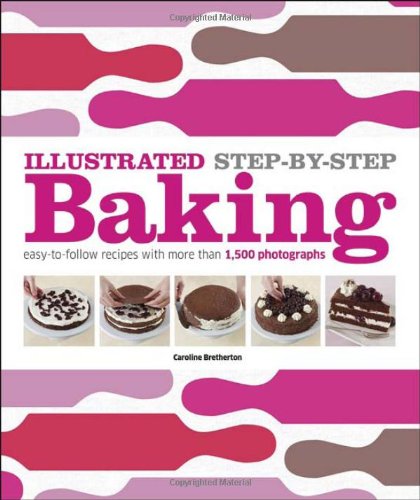 Copyrighted Material
ILLUSTRATED STEP-BY-STEP
Baking
easy-to-follow recipes with more than 1,500 photographs
Caroline Bretherton
Copyrighted Material